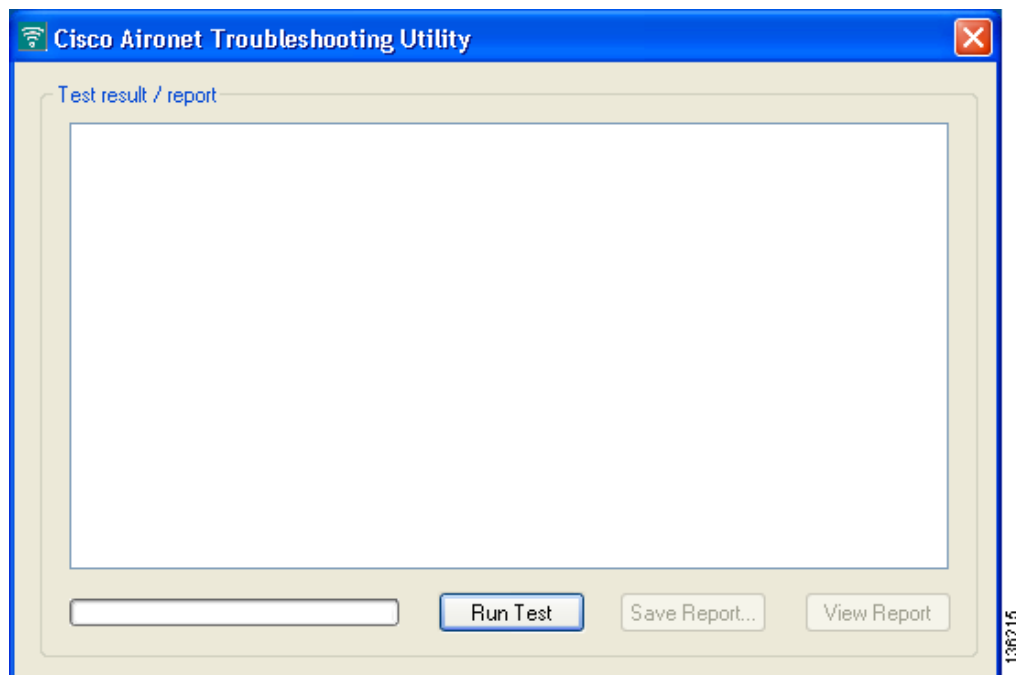 Cisco Aironet Troubleshooting Utility
Test result / report
Run Test
Save Report...
View Report
136215